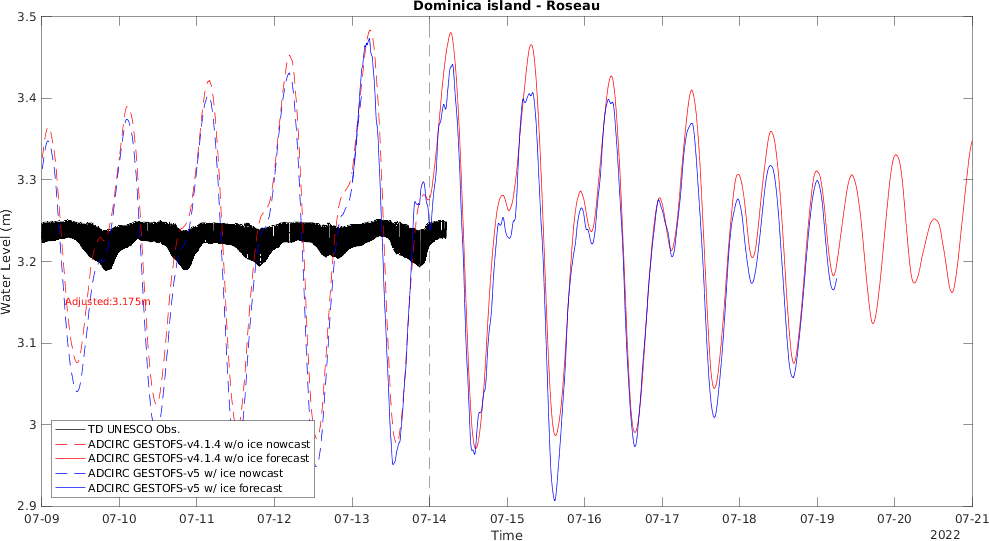 Dominica island - Roseau
3.5
3.4
3.3
3.2
3.1
3
2.9
Water Level (m)
Adjusted:3.175m
TD UNESCO Obs.
ADCIRC GESTOFS-v4.1.4 w/o ice nowcast
ADCIRC GESTOFS-v4.1.4 w/o ice forecast
ADCIRC GESTOFS-v5 w/ ice nowcast
ADCIRC GESTOFS-v5 w/ ice forecast
07-09 07-10 07-11 07-12 07-13 07-14 07-15 07-16 07-17 07-18 07-19 07-20 07-21
Time
2022